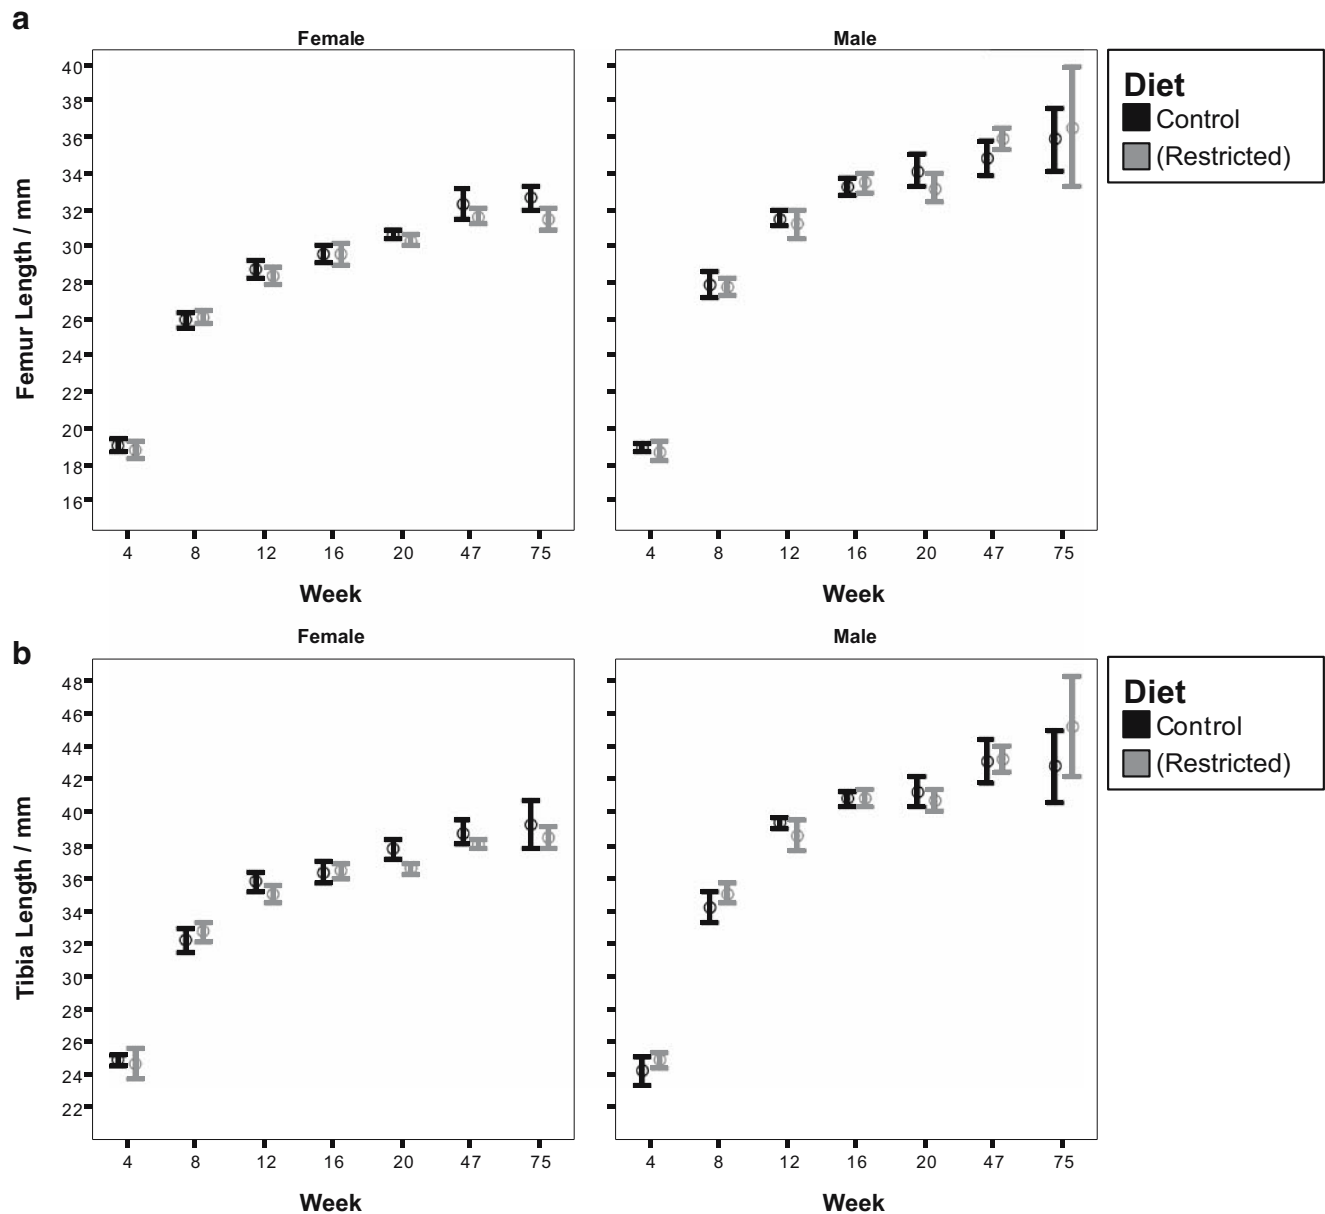 a
Female
Male
40
38
36
34
32
30
28
26
24
22
20
18
16
Femur Length / mm
4 8 12 16 20 47 75
4 8 12 16 20 47 75
Week
Week
Diet
Control
(Restricted)
b
Female
Male
48
46
44
42
40
38
36
34
32
30
28
26
24
22
Tibia Length / mm
4 8 12 16 20 47 75
4 8 12 16 20 47 75
Week
Week
Diet
Control
(Restricted)